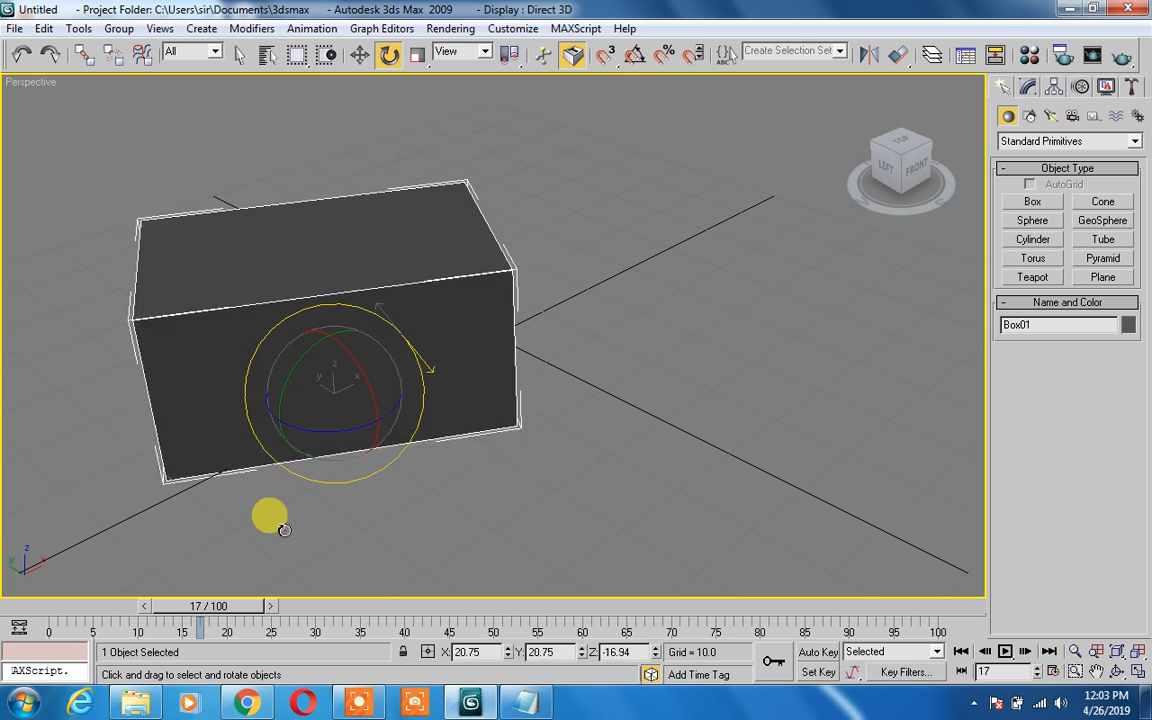 Untitled - Project Folder: C:\Users\sir\Documents\3dsmax - Autodesk 3ds Max 2009 - Display : Direct 3D
File Edit Tools Group Views Create Modifiers Animation Graph Editors Rendering Customize MAXScript Help
All View Create Selection Set
Perspective
TOP
LEFT FRONT
Standard Primitives
- Object Type
AutoGrid
Box Cone
Sphere GeoSphere
Cylinder Tube
Torus Pyramid
Teapot Plane
- Name and Color
Box01
z
y x
z
y x
< 17 / 100 >
0 5 10 15 20 25 30 35 40 45 50 55 60 65 70 75 80 85 90 95 100
1 Object Selected X: 20.75 Y: 20.75 Z: -16.94 Grid = 10.0 Auto Key Selected
AXScript. Click and drag to select and rotate objects Add Time Tag Set Key Key Filters... 17
12:03 PM
4/26/2019